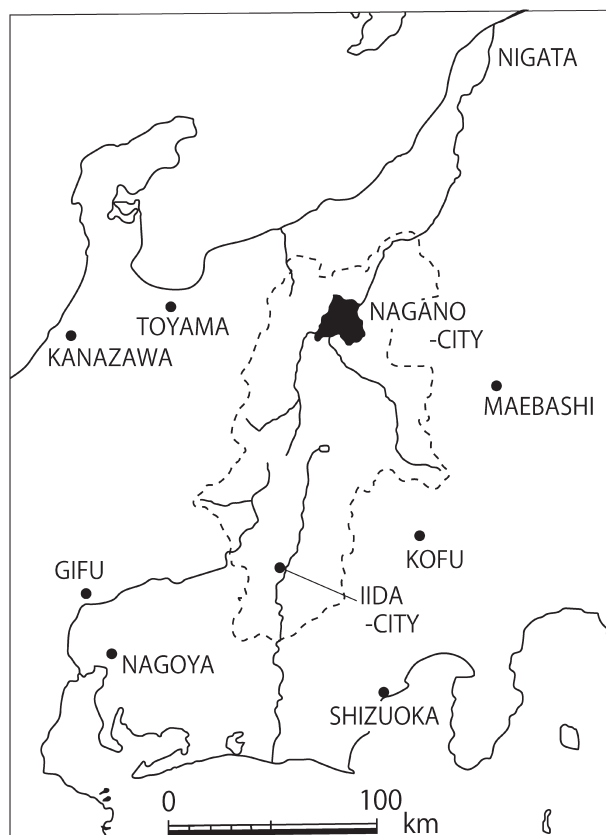 NIGATA
TOYAMA
NAGANO
-CITY
KANAZAWA
MAEBASHI
KOFU
GIFU
IIDA
-CITY
NAGOYA
SHIZUOKA
0 100
km